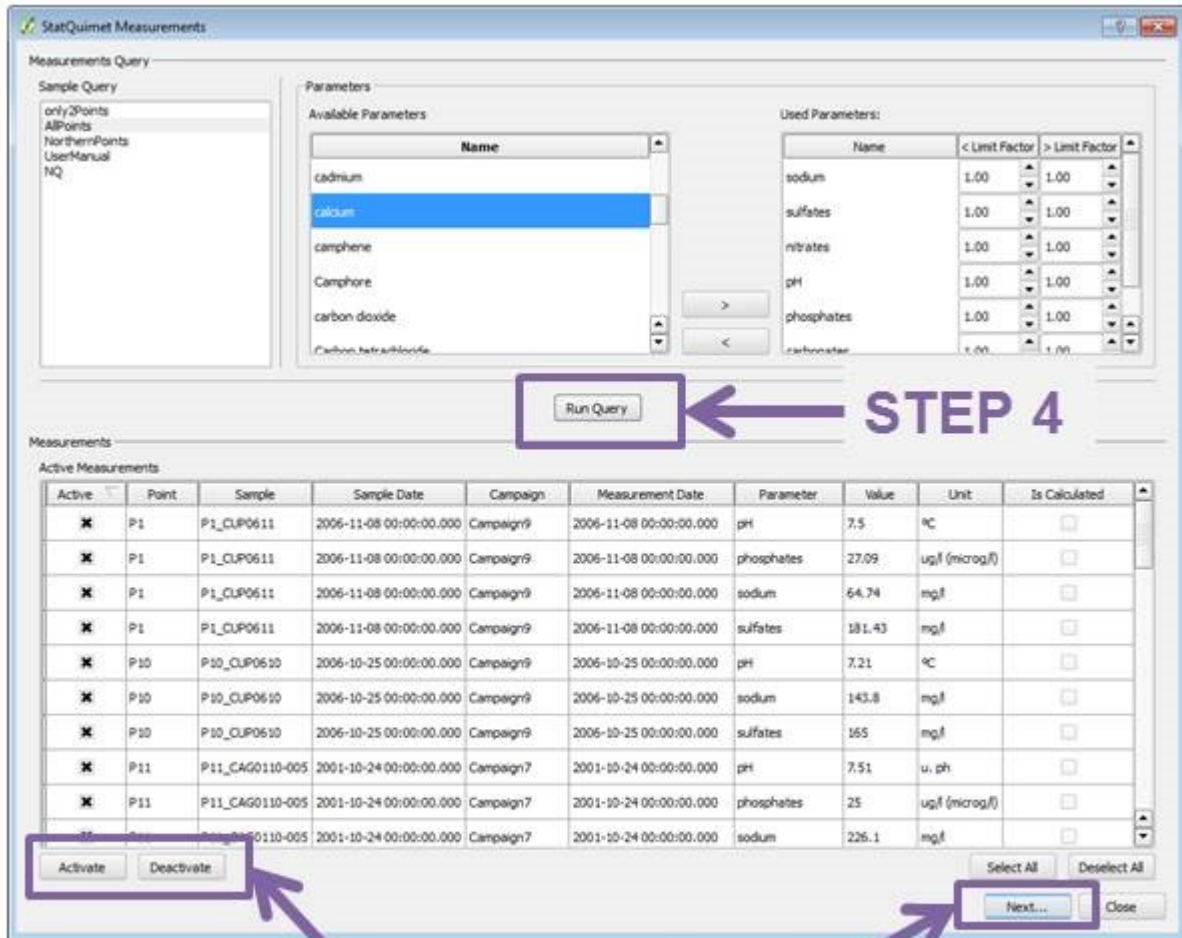 StatQuimet Measurements
Measurements Query
Sample Query
only2Points
AllPoints
NorthernPoints
UserManual
NQ
Parameters
Available Parameters
Name
cadmium
calcium
camphene
Camphore
carbon dioxide
Carbon tetrachloride
>
<
Used Parameters:
Name < Limit Factor > Limit Factor
sodium 1.00 1.00
sulfates 1.00 1.00
nitrates 1.00 1.00
pH 1.00 1.00
phosphates 1.00 1.00
carbonates 1.00 1.00
Run Query
STEP 4
Measurements
Active Measurements
Active Point Sample Sample Date Campaign Measurement Date Parameter Value Unit Is Calculated
P1 P1_CUP0611 2006-11-08 00:00:00.000 Campaign9 2006-11-08 00:00:00.000 pH 7.5 ºC
P1 P1_CUP0611 2006-11-08 00:00:00.000 Campaign9 2006-11-08 00:00:00.000 phosphates 27.09 ug/l (microg/l)
P1 P1_CUP0611 2006-11-08 00:00:00.000 Campaign9 2006-11-08 00:00:00.000 sodium 64.74 mg/l
P1 P1_CUP0611 2006-11-08 00:00:00.000 Campaign9 2006-11-08 00:00:00.000 sulfates 181.43 mg/l
P10 P10_CUP0610 2006-10-25 00:00:00.000 Campaign9 2006-10-25 00:00:00.000 pH 7.21 ºC
P10 P10_CUP0610 2006-10-25 00:00:00.000 Campaign9 2006-10-25 00:00:00.000 sodium 143.8 mg/l
P10 P10_CUP0610 2006-10-25 00:00:00.000 Campaign9 2006-10-25 00:00:00.000 sulfates 165 mg/l
P11 P11_CAG0110-005 2001-10-24 00:00:00.000 Campaign7 2001-10-24 00:00:00.000 pH 7.51 u. ph
P11 P11_CAG0110-005 2001-10-24 00:00:00.000 Campaign7 2001-10-24 00:00:00.000 phosphates 25 ug/l (microg/l)
2001-10-24 00:00:00.000 Campaign7 2001-10-24 00:00:00.000 sodium 226.1 mg/l
Activate Deactivate Select All Deselect All
Next... Close